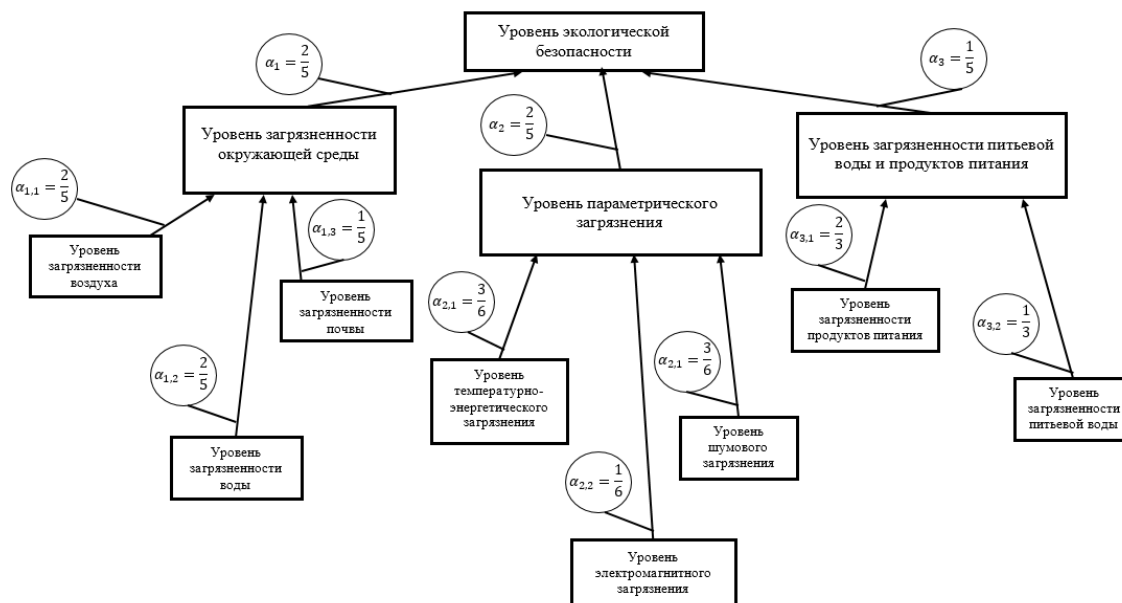 Уровень экологической
безопасности
α₁ = 2/5
α₃ = 1/5
α₂ = 2/5
Уровень загрязненности
окружающей среды
Уровень загрязненности питьевой
воды и продуктов питания
α₁,₁ = 2/5
Уровень параметрического
загрязнения
α₁,₃ = 1/5
α₃,₁ = 2/3
Уровень
загрязненности
воздуха
Уровень
загрязненности
почвы
α₂,₁ = 3/6
Уровень
загрязненности
продуктов питания
α₃,₂ = 1/3
α₁,₂ = 2/5
Уровень
температурно-
энергетического
загрязнения
α₂,₁ = 3/6
Уровень
загрязненности
питьевой воды
Уровень
загрязненности
воды
Уровень
шумового
загрязнения
α₂,₂ = 1/6
Уровень
электромагнитного
загрязнения